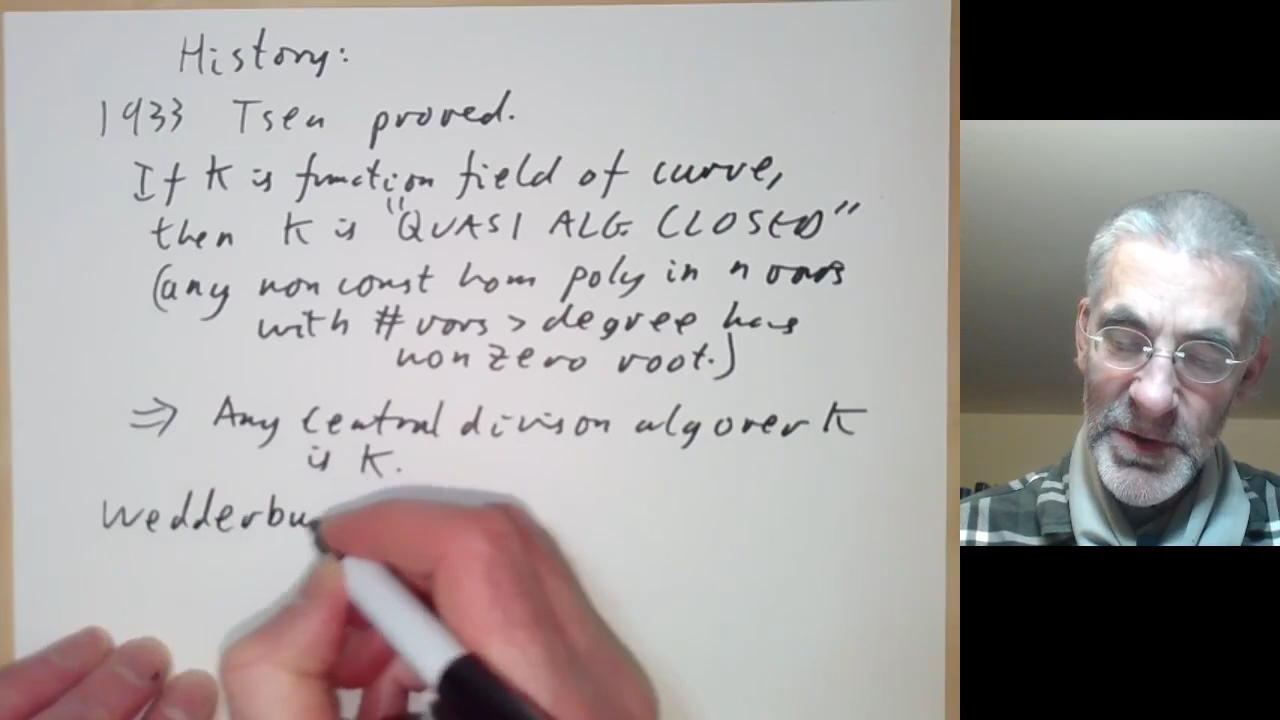 History:
1933 Tsen proved.
If K is function field of curve,
then K is "QUASI ALG CLOSED"
(any non const hom poly in n vars
with # vars > degree has
non zero root.)
⇒ Any central divison alg over K
is K.
Wedderbu